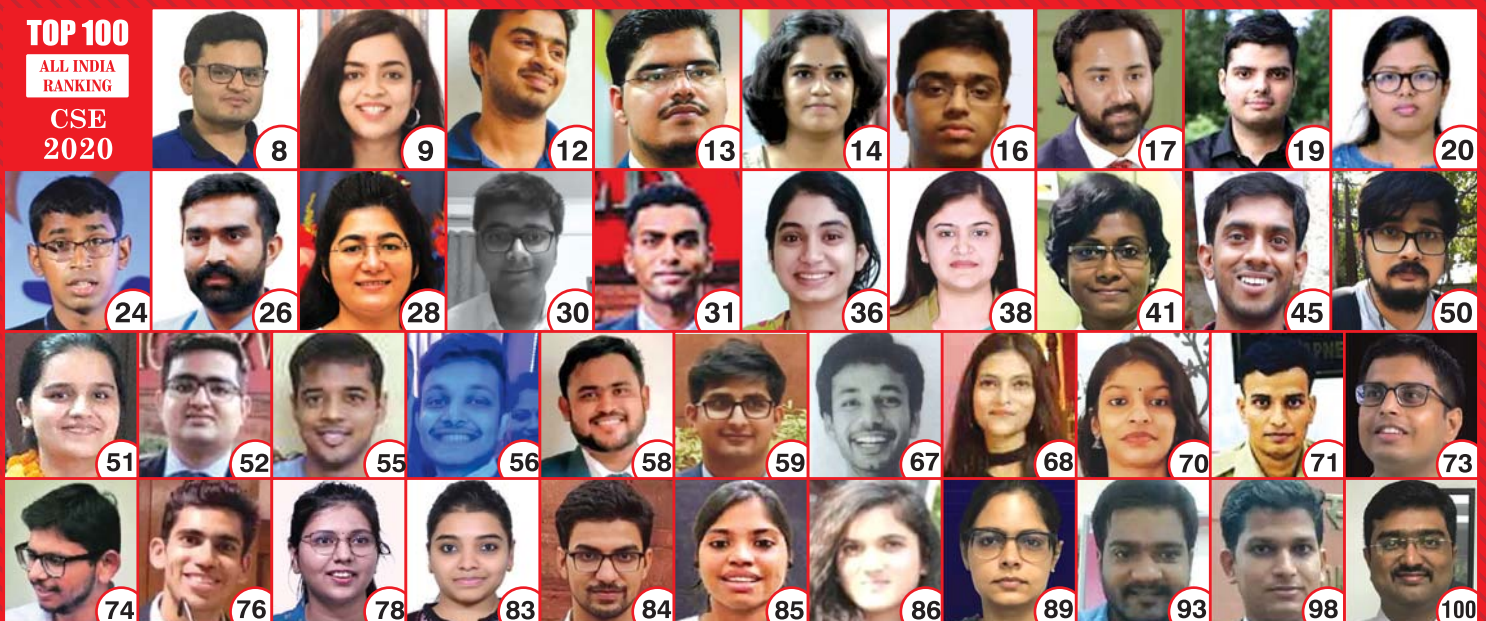 TOP 100
ALL INDIA
RANKING
CSE
2020
8 9 12 13 14 16 17 19 20
24 26 28 30 31 36 38 41 45 50
51 52 55 56 58 59 67 68 70 71 73
74 76 78 83 84 85 86 89 93 98 100